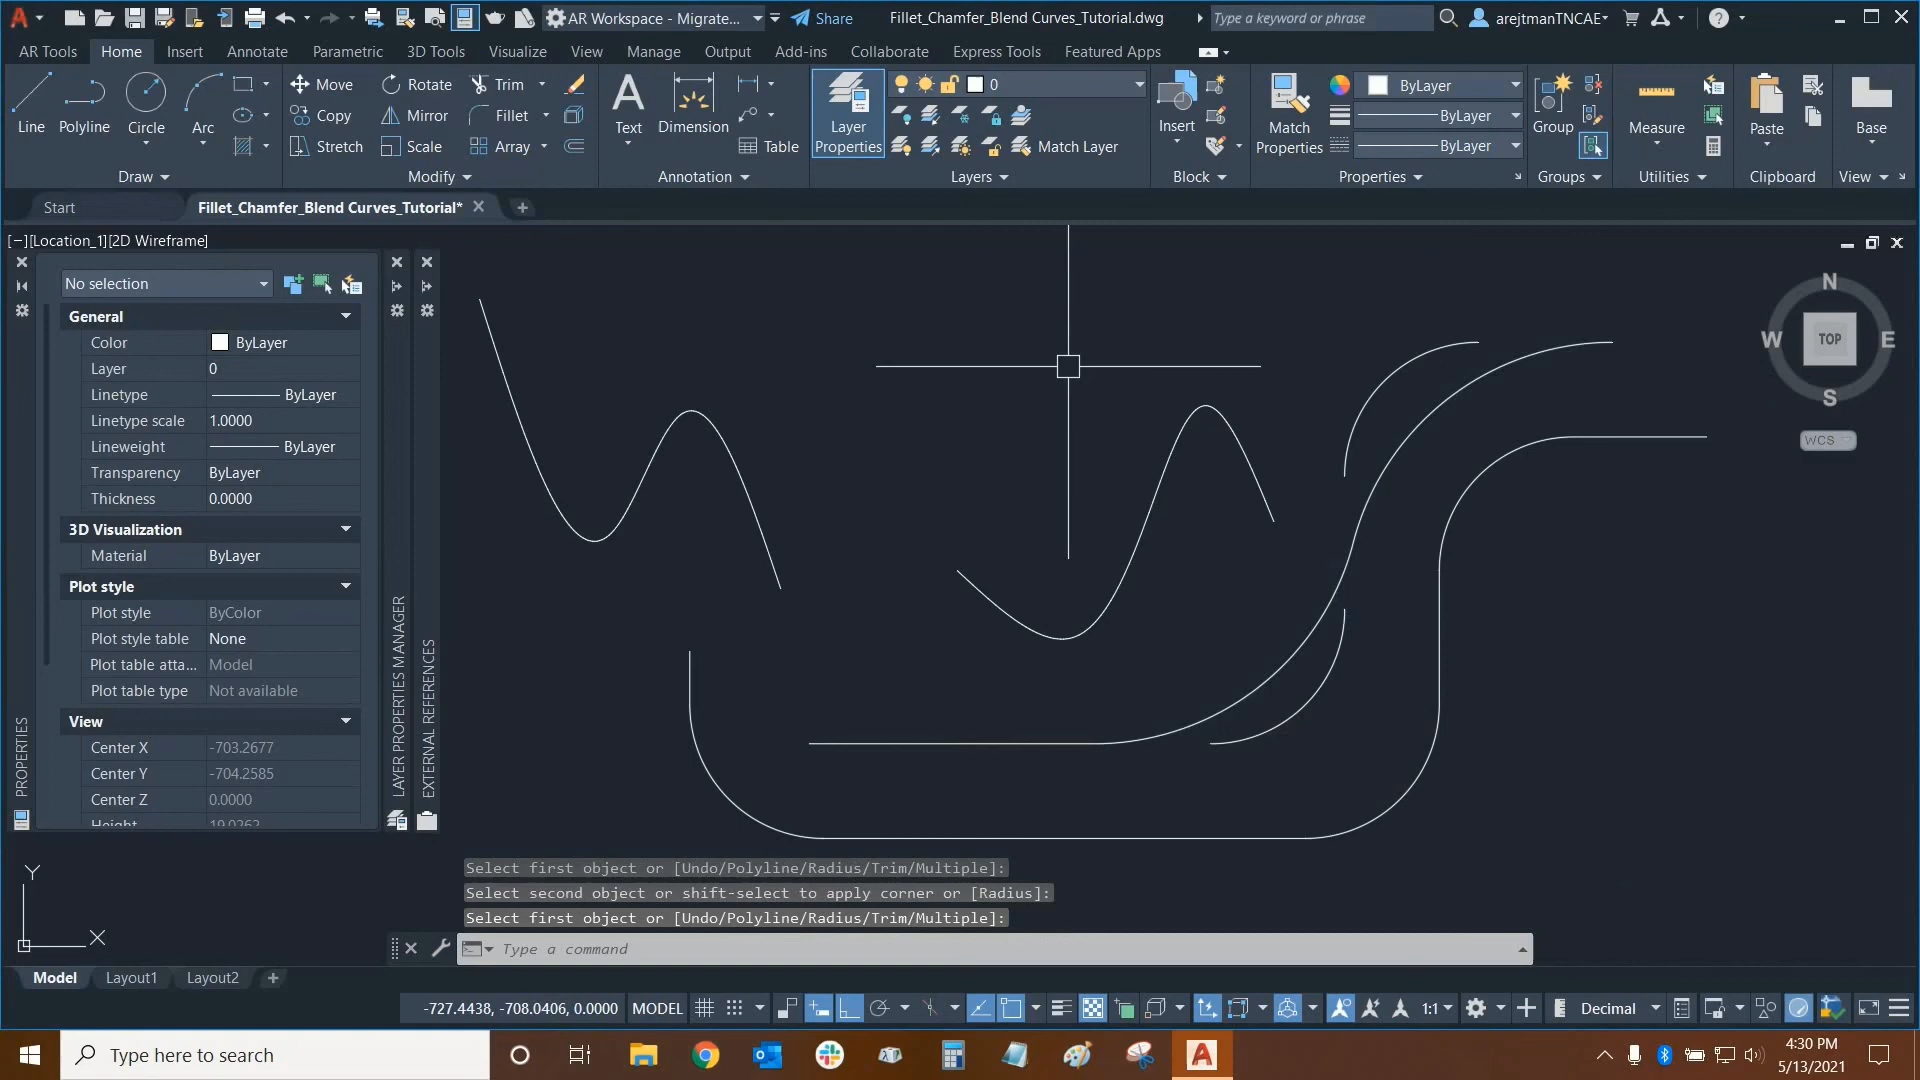 AR Workspace - Migrate...
Share
Fillet_Chamfer_Blend Curves_Tutorial.dwg
Type a keyword or phrase
arejtmanTNCAE
AR Tools
Home
Insert
Annotate
Parametric
3D Tools
Visualize
View
Manage
Output
Add-ins
Collaborate
Express Tools
Featured Apps
Line
Polyline
Circle
Arc
Draw
Move
Rotate
Trim
Copy
Mirror
Fillet
Stretch
Scale
Array
Modify
Text
Dimension
Table
Annotation
Layer
Properties
0
Match Layer
Layers
Insert
Block
Match
Properties
ByLayer
ByLayer
ByLayer
Properties
Group
Groups
Measure
Utilities
Paste
Clipboard
Base
View
Start
Fillet_Chamfer_Blend Curves_Tutorial*
[−][Location_1][2D Wireframe]
No selection
General
Color ByLayer
Layer 0
Linetype ByLayer
Linetype scale 1.0000
Lineweight ByLayer
Transparency ByLayer
Thickness 0.0000
3D Visualization
Material ByLayer
Plot style
Plot style ByColor
Plot style table None
Plot table atta... Model
Plot table type Not available
View
Center X -703.2677
Center Y -704.2585
Center Z 0.0000
Height 19.0262
PROPERTIES
LAYER PROPERTIES MANAGER
EXTERNAL REFERENCES
N
W TOP E
S
WCS
Y
X
Select first object or [Undo/Polyline/Radius/Trim/Multiple]:
Select second object or shift-select to apply corner or [Radius]:
Select first object or [Undo/Polyline/Radius/Trim/Multiple]:
Type a command
Model
Layout1
Layout2
-727.4438, -708.0406, 0.0000
MODEL
1:1
Decimal
Type here to search
4:30 PM
5/13/2021